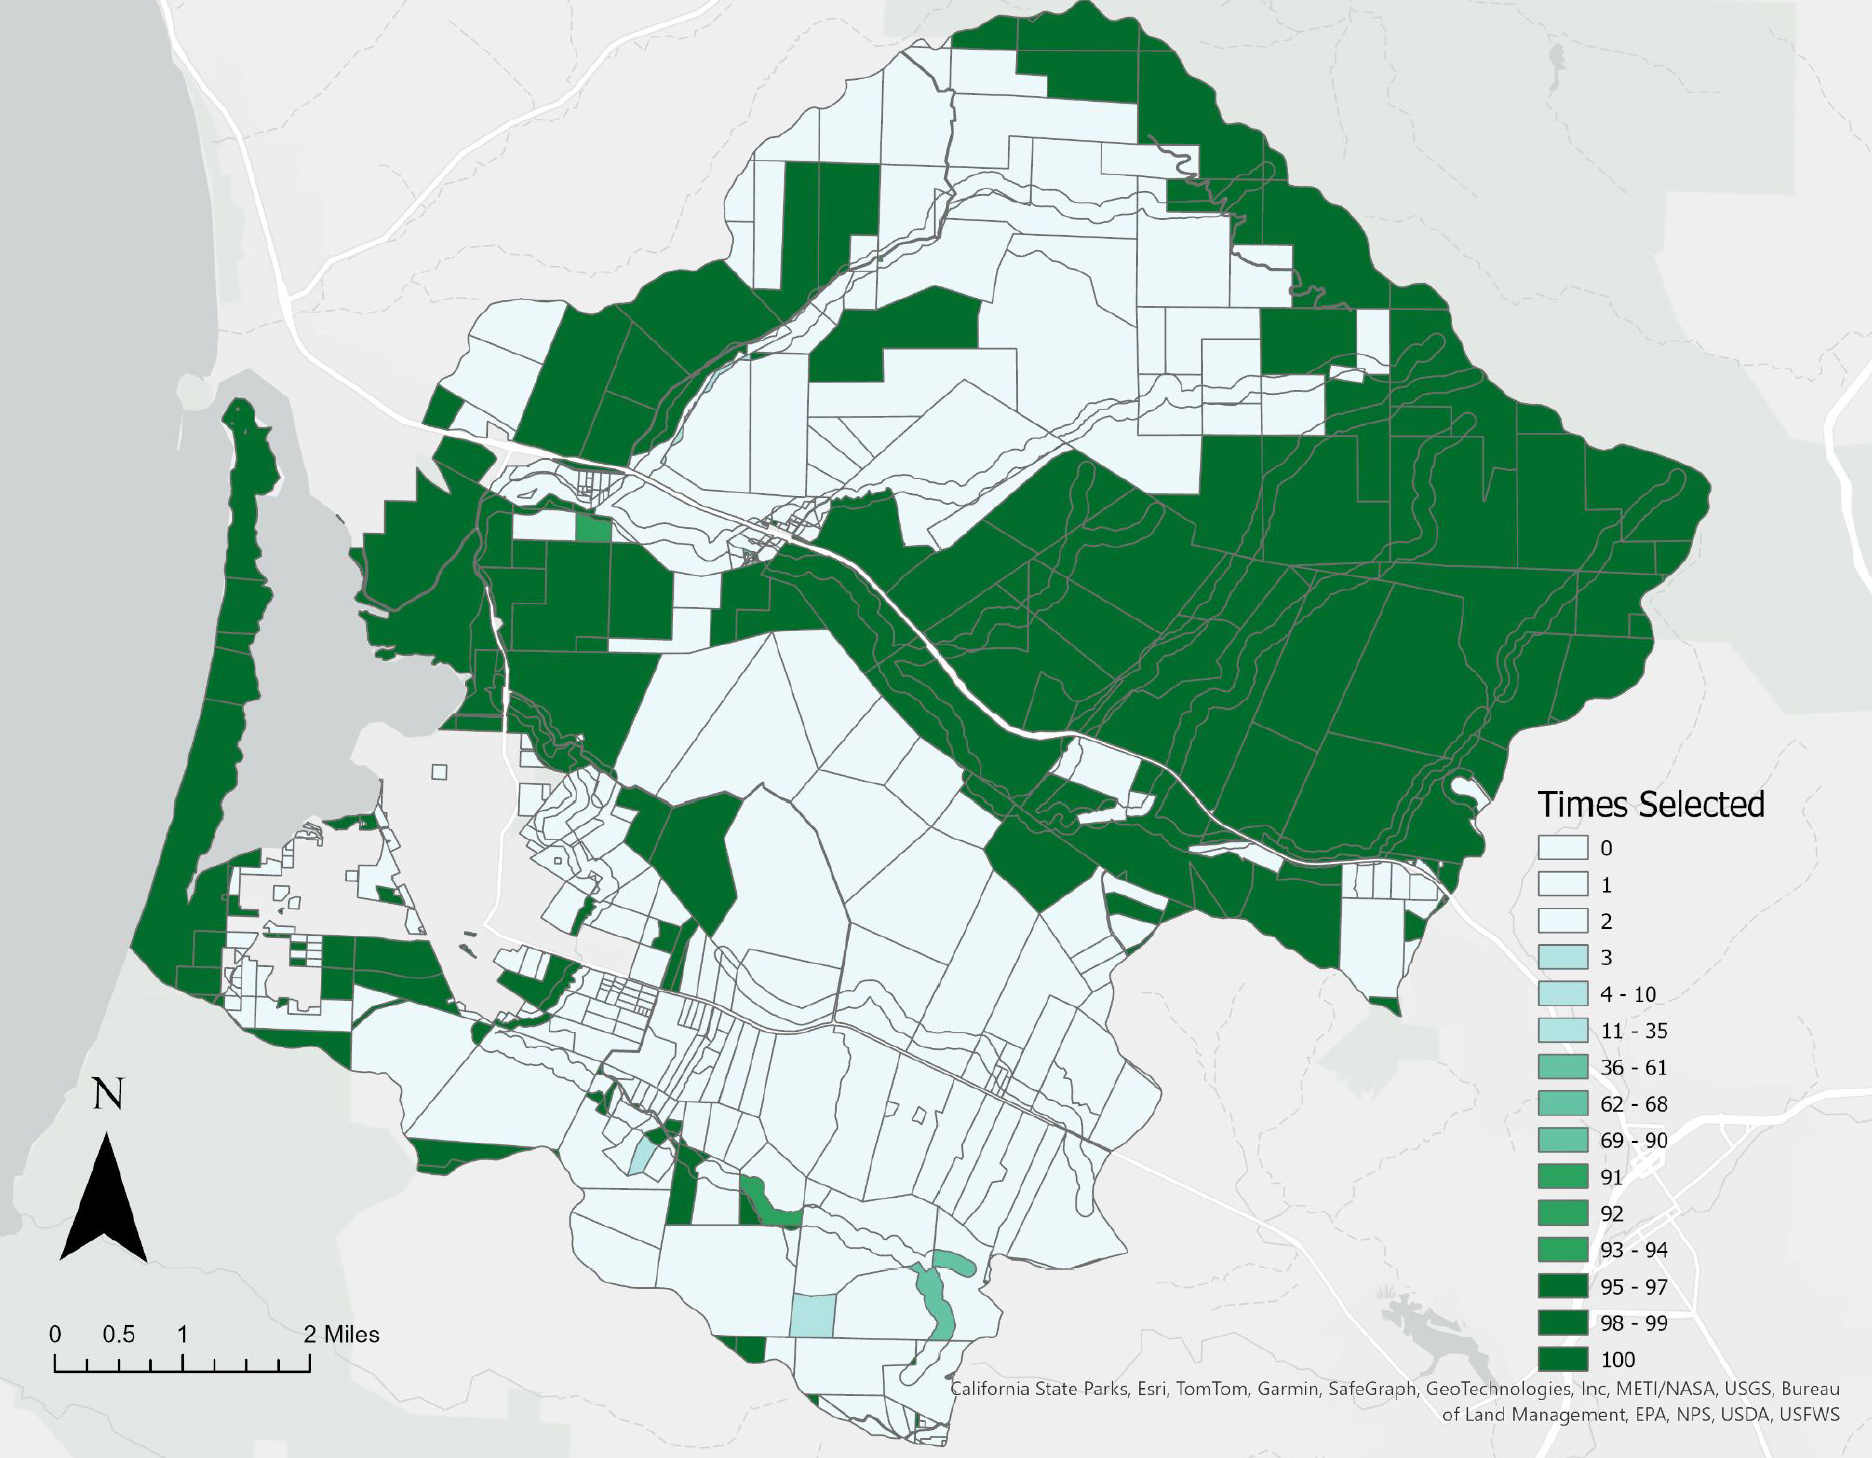 Times Selected
0
1
2
3
4 - 10
11 - 35
36 - 61
62 - 68
69 - 90
91
92
93 - 94
95 - 97
98 - 99
100
N
0 0.5 1 2 Miles
California State Parks, Esri, TomTom, Garmin, SafeGraph, GeoTechnologies, Inc, METI/NASA, USGS, Bureau
of Land Management, EPA, NPS, USDA, USFWS